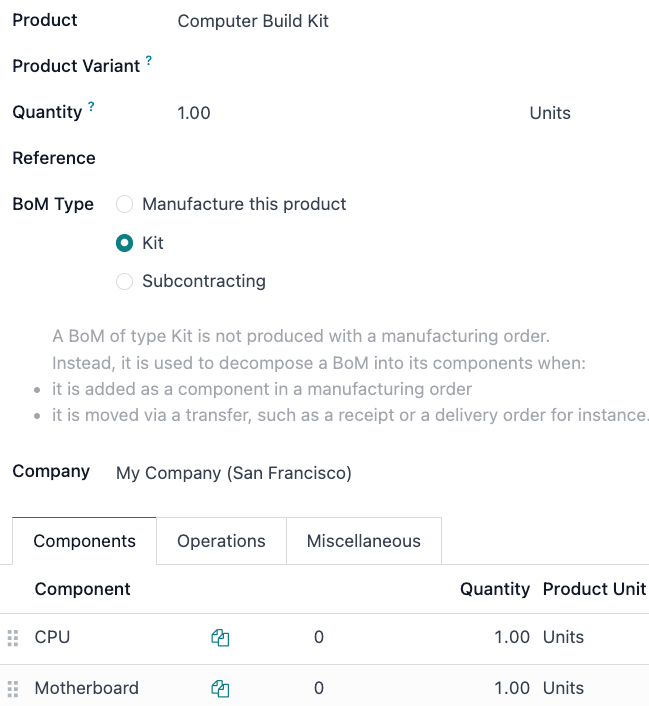 Product Computer Build Kit
Product Variant ?
Quantity ? 1.00 Units
Reference
BoM Type Manufacture this product
Kit
Subcontracting
A BoM of type Kit is not produced with a manufacturing order.
Instead, it is used to decompose a BoM into its components when:
• it is added as a component in a manufacturing order
• it is moved via a transfer, such as a receipt or a delivery order for instance.
Company My Company (San Francisco)
Components Operations Miscellaneous
Component Quantity Product Unit
CPU 0 1.00 Units
Motherboard 0 1.00 Units